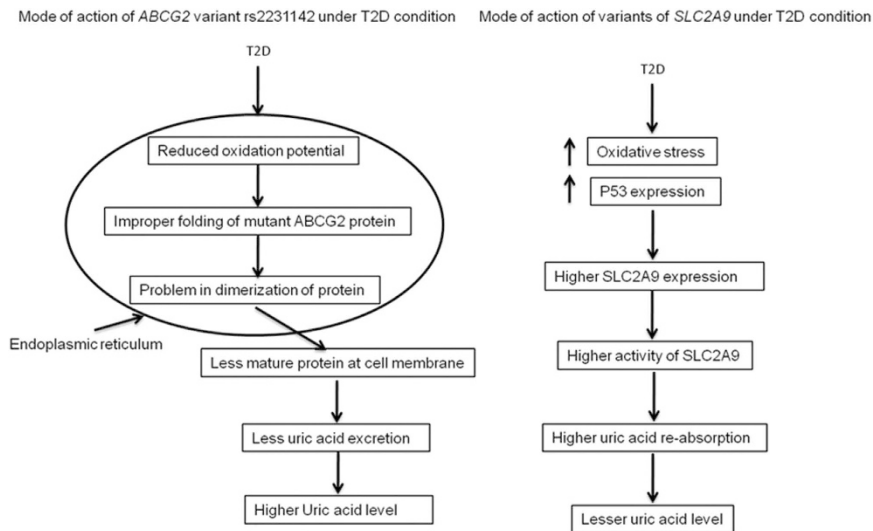 Mode of action of ABCG2 variant rs2231142 under T2D condition
T2D
Reduced oxidation potential
Improper folding of mutant ABCG2 protein
Problem in dimerization of protein
Endoplasmic reticulum
Less mature protein at cell membrane
Less uric acid excretion
Higher Uric acid level
Mode of action of variants of SLC2A9 under T2D condition
T2D
Oxidative stress
P53 expression
Higher SLC2A9 expression
Higher activity of SLC2A9
Higher uric acid re-absorption
Lesser uric acid level